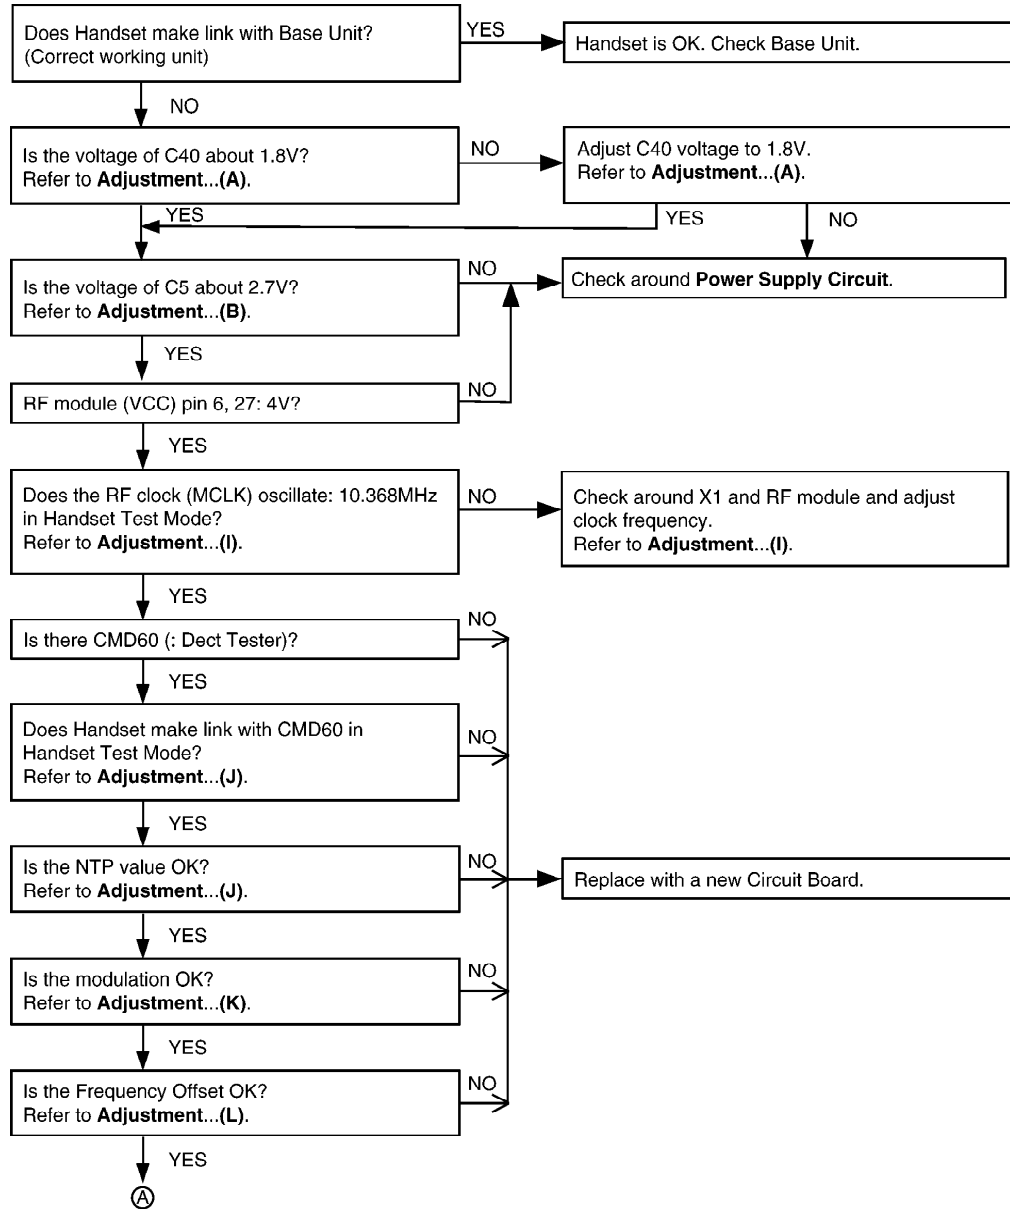 Does Handset make link with Base Unit?
(Correct working unit)
YES
Handset is OK. Check Base Unit.
NO
Is the voltage of C40 about 1.8V?
Refer to Adjustment...(A).
NO
Adjust C40 voltage to 1.8V.
Refer to Adjustment...(A).
YES
YES
NO
Is the voltage of C5 about 2.7V?
Refer to Adjustment...(B).
NO
Check around Power Supply Circuit.
YES
RF module (VCC) pin 6, 27: 4V?
NO
YES
Does the RF clock (MCLK) oscillate: 10.368MHz
in Handset Test Mode?
Refer to Adjustment...(I).
NO
Check around X1 and RF module and adjust
clock frequency.
Refer to Adjustment...(I).
YES
Is there CMD60 (: Dect Tester)?
NO
YES
Does Handset make link with CMD60 in
Handset Test Mode?
Refer to Adjustment...(J).
NO
YES
Is the NTP value OK?
Refer to Adjustment...(J).
NO
Replace with a new Circuit Board.
YES
Is the modulation OK?
Refer to Adjustment...(K).
NO
YES
Is the Frequency Offset OK?
Refer to Adjustment...(L).
NO
YES
A